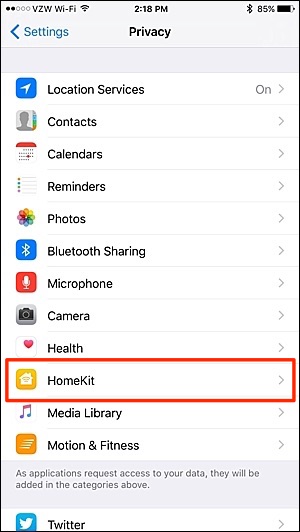 VZW Wi-Fi 2:18 PM 85%
Settings Privacy
Location Services On
Contacts
Calendars
Reminders
Photos
Bluetooth Sharing
Microphone
Camera
Health
HomeKit
Media Library
Motion & Fitness
As applications request access to your data, they will be
added in the categories above.
Twitter